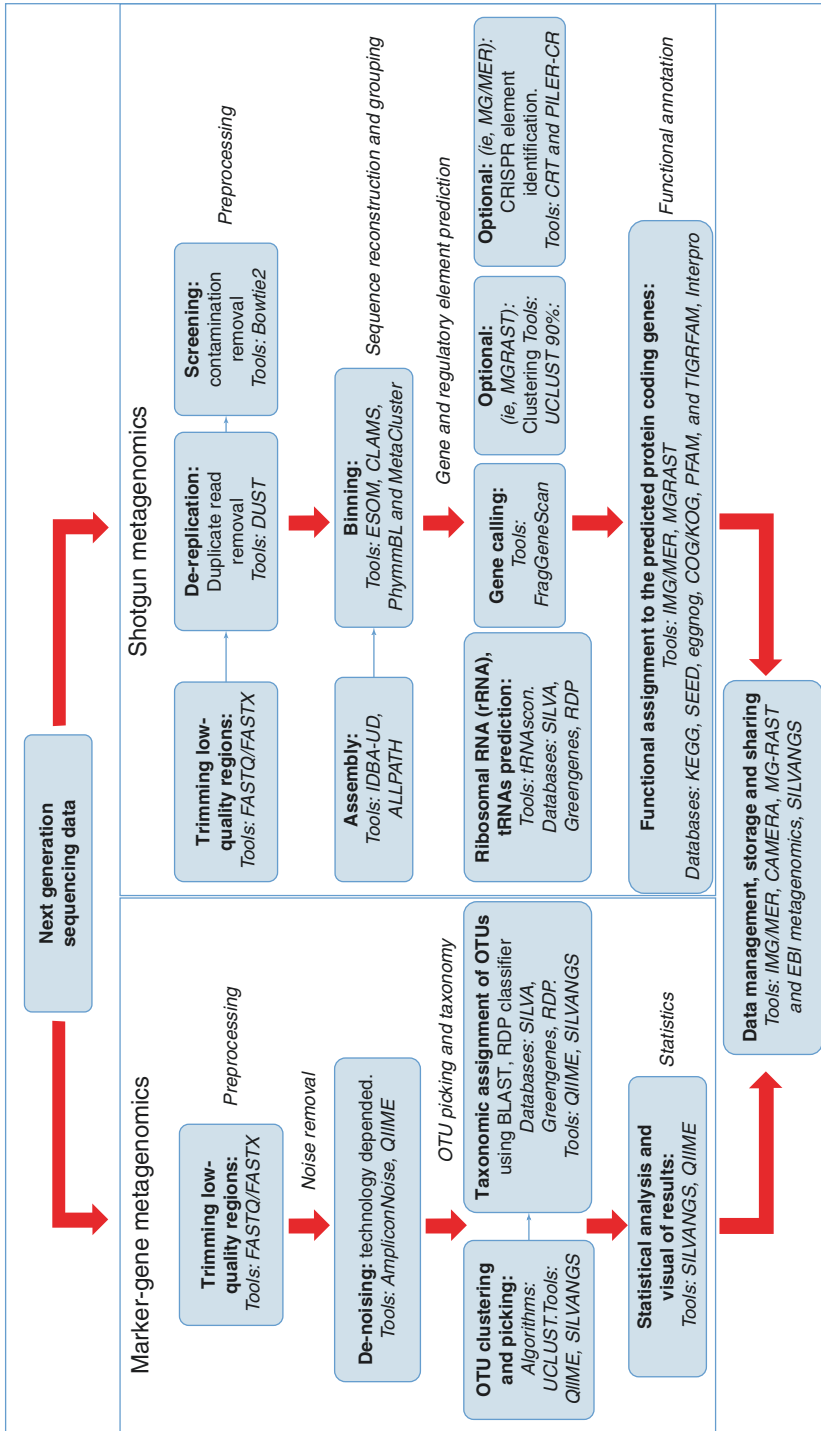 Next generation
sequencing data
Marker-gene metagenomics
Preprocessing
Trimming low-
quality regions:
Tools: FASTQ/FASTX
Noise removal
De-noising: technology depended.
Tools: AmpliconNoise, QIIME
OTU picking and taxonomy
OTU clustering
and picking:
Algorithms:
UCLUST.Tools:
QIIME, SILVANGS
Taxonomic assignment of OTUs
using BLAST, RDP classifier
Databases: SILVA,
Greengenes, RDP.
Tools: QIIME, SILVANGS
Statistics
Statistical analysis and
visual of results:
Tools: SILVANGS, QIIME
Shotgun metagenomics
Preprocessing
Trimming low-
quality regions:
Tools: FASTQ/FASTX
De-replication:
Duplicate read
removal
Tools: DUST
Screening:
contamination
removal
Tools: Bowtie2
Sequence reconstruction and grouping
Assembly:
Tools: IDBA-UD,
ALLPATH
Binning:
Tools: ESOM, CLAMS,
PhymmBL and MetaCluster
Gene and regulatory element prediction
Ribosomal RNA (rRNA),
tRNAs prediction:
Tools: tRNAscon.
Databases: SILVA,
Greengenes, RDP
Gene calling:
Tools:
FragGeneScan
Optional:
(ie, MGRAST):
Clustering Tools:
UCLUST 90%:
Optional: (ie, MG/MER):
CRISPR element
identification.
Tools: CRT and PILER-CR
Functional annotation
Functional assignment to the predicted protein coding genes:
Tools: IMG/MER, MGRAST
Databases: KEGG, SEED, eggnog, COG/KOG, PFAM, and TIGRFAM, Interpro
Data management, storage and sharing
Tools: IMG/MER, CAMERA, MG-RAST
and EBI metagenomics, SILVANGS